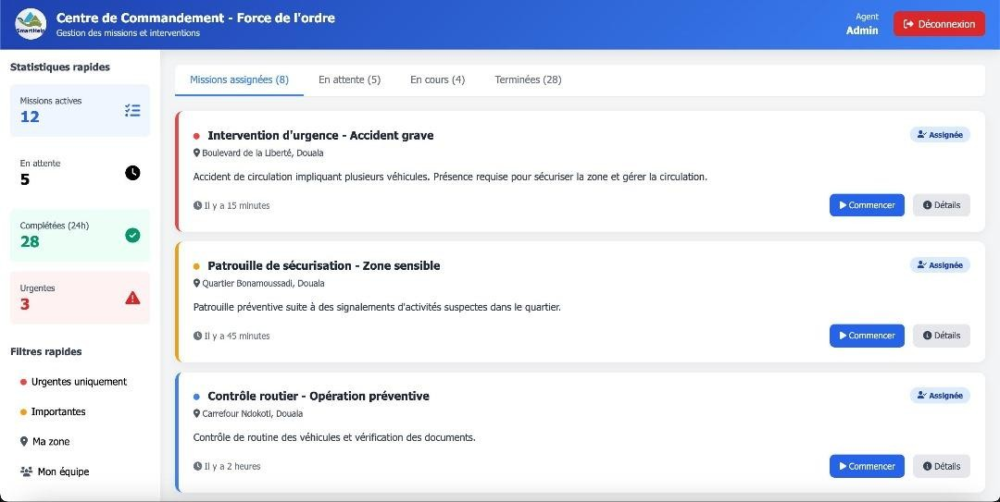 SmartHelp
Centre de Commandement - Force de l'ordre
Gestion des missions et interventions
Agent
Admin
Déconnexion
Statistiques rapides
Missions actives
12
En attente
5
Complétées (24h)
28
Urgentes
3
Filtres rapides
Urgentes uniquement
Importantes
Ma zone
Mon équipe
Missions assignées (8) En attente (5) En cours (4) Terminées (28)
Intervention d'urgence - Accident grave
Assignée
Boulevard de la Liberté, Douala
Accident de circulation impliquant plusieurs véhicules. Présence requise pour sécuriser la zone et gérer la circulation.
Il y a 15 minutes
Commencer Détails
Patrouille de sécurisation - Zone sensible
Assignée
Quartier Bonamoussadi, Douala
Patrouille préventive suite à des signalements d'activités suspectes dans le quartier.
Il y a 45 minutes
Commencer Détails
Contrôle routier - Opération préventive
Assignée
Carrefour Ndokoti, Douala
Contrôle de routine des véhicules et vérification des documents.
Il y a 2 heures
Commencer Détails